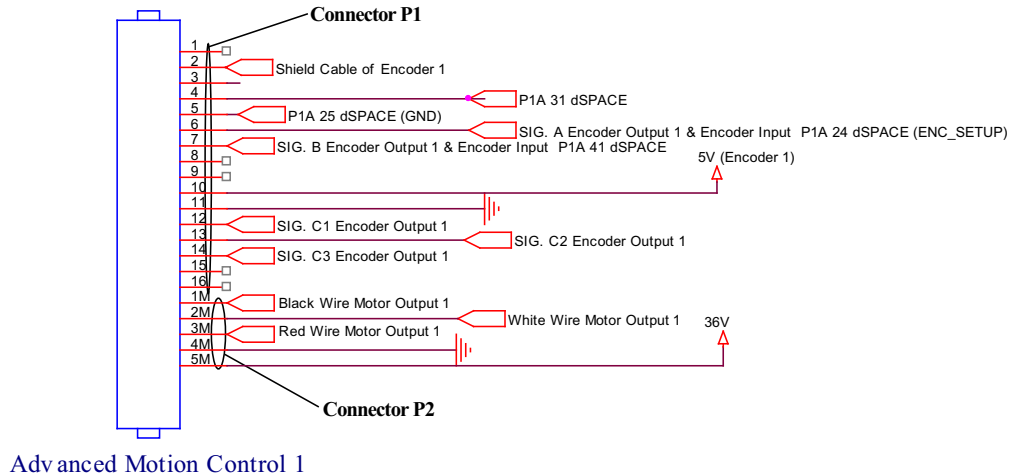 Connector P1
1
2 Shield Cable of Encoder 1
3
4 P1A 31 dSPACE
5 P1A 25 dSPACE (GND)
6 SIG. A Encoder Output 1 & Encoder Input P1A 24 dSPACE (ENC_SETUP)
7 SIG. B Encoder Output 1 & Encoder Input P1A 41 dSPACE
8
5V (Encoder 1)
9
10
11
12 SIG. C1 Encoder Output 1
13 SIG. C2 Encoder Output 1
14 SIG. C3 Encoder Output 1
15
16
1M Black Wire Motor Output 1
2M White Wire Motor Output 1
36V
3M Red Wire Motor Output 1
4M
5M
Connector P2
Advanced Motion Control 1